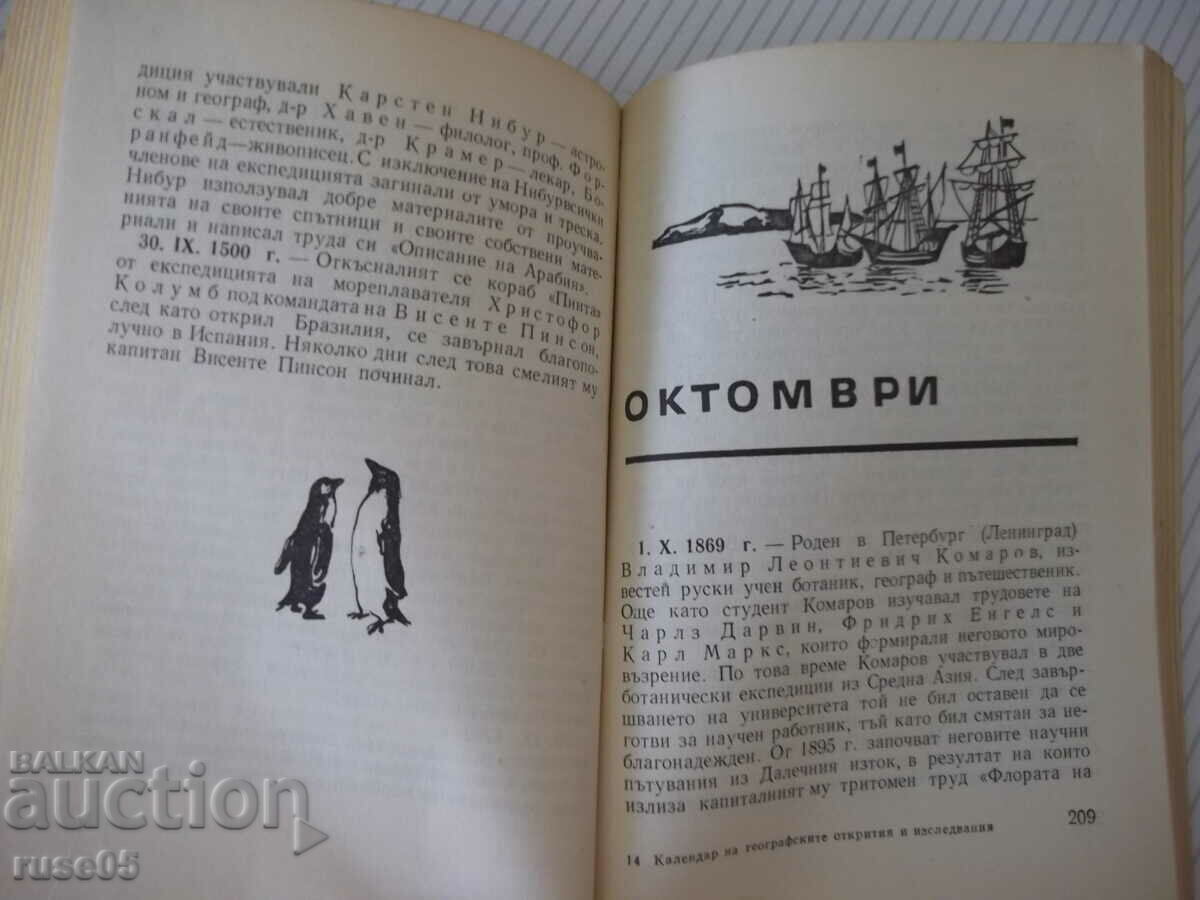 диция участвували Карстен Нибур—астро-
ном и географ, д-р Хавен—филолог, проф. Фор-
скал—естественик, д-р Крамер—лекар, Бо-
ранфейд—живописец. С изключение на Нибурвсички
членове на експедицията загинали от умора и треска.
Нибур използувал добре материалите от проучва-
нията на своите спътници и своите собствени мате-
риали и написал труда си «Описание на Арабия».
30. IX. 1500 г. — Откъсналият се кораб «Пинта»
от експедицията на мореплавателя Христофор
Колумб под командата на Висенте Пинсон,
след като открил Бразилия, се завърнал благопо-
лучно в Испания. Няколко дни след това смелият му
капитан Висенте Пинсон починал.
ОКТОМВРИ
1. X. 1869 г. — Роден в Петербург (Ленинград)
Владимир Леонтиевич Комаров, из-
вестей руски учен ботаник, географ и пътешественик.
Още като студент Комаров изучавал трудовете на
Чарлз Дарвин, Фридрих Енгелс и
Карл Маркс, които формирали неговото миро-
възрение. По това време Комаров участвувал в две
ботанически експедиции из Средна Азия. След завър-
шването на университета той не бил оставен да се
готви за научен работник, тъй като бил смятан за не-
благонадежден. Ог 1895 г. започват неговите научни
пътувания из Далечния изток, в резултат на които
излиза капиталният му тритомен труд «Флората на
209
14 Календар на географските открития и изследвания
BALKAN
auction
ruse05